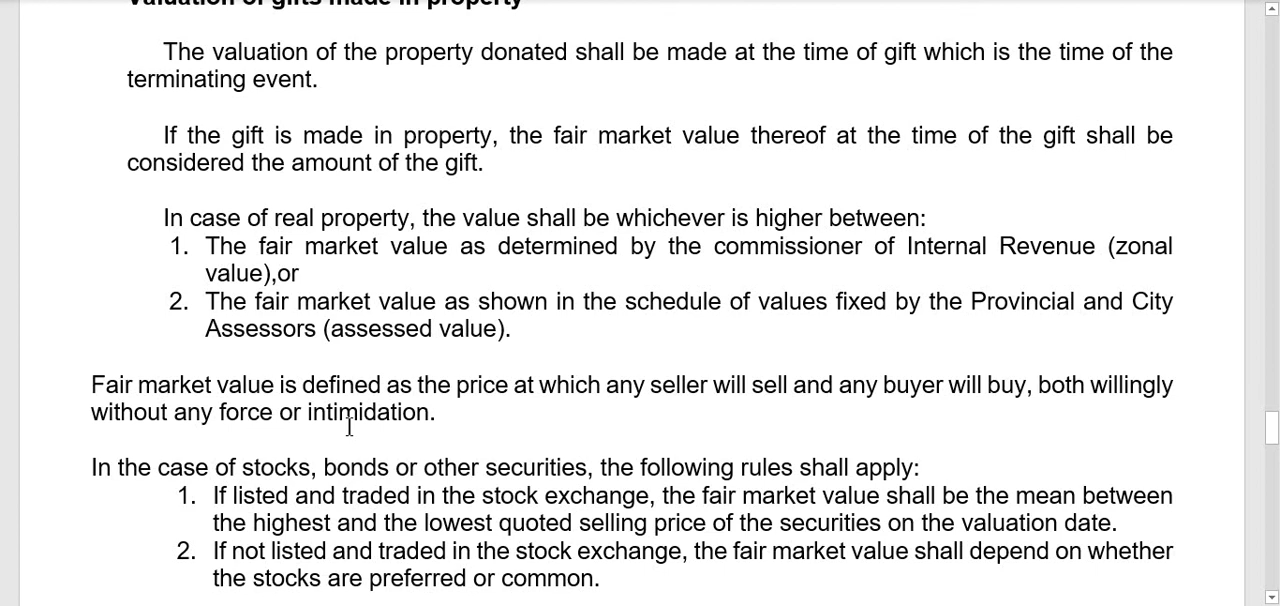 Valuation of gifts made in property
The valuation of the property donated shall be made at the time of gift which is the time of the
terminating event.
If the gift is made in property, the fair market value thereof at the time of the gift shall be
considered the amount of the gift.
In case of real property, the value shall be whichever is higher between:
1. The fair market value as determined by the commissioner of Internal Revenue (zonal
value),or
2. The fair market value as shown in the schedule of values fixed by the Provincial and City
Assessors (assessed value).
Fair market value is defined as the price at which any seller will sell and any buyer will buy, both willingly
without any force or intimidation.
In the case of stocks, bonds or other securities, the following rules shall apply:
1. If listed and traded in the stock exchange, the fair market value shall be the mean between
the highest and the lowest quoted selling price of the securities on the valuation date.
2. If not listed and traded in the stock exchange, the fair market value shall depend on whether
the stocks are preferred or common.